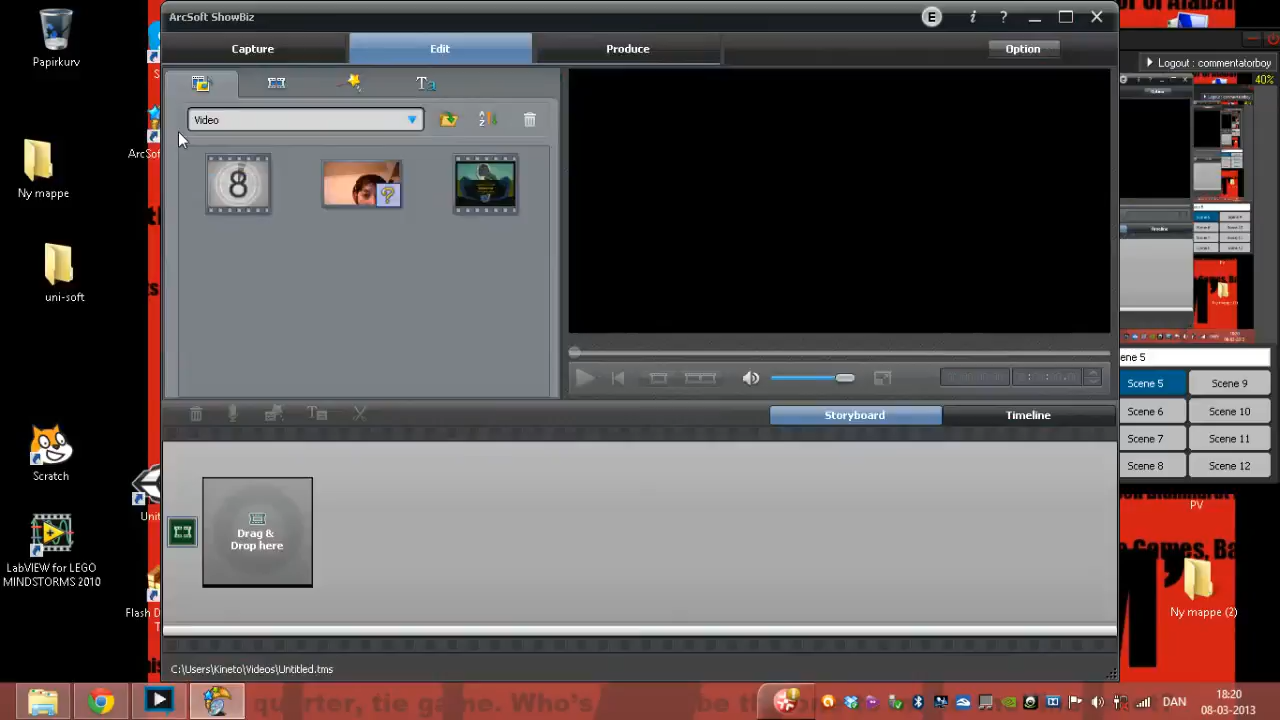 Papirkurv
Ny mappe
uni-soft
Scratch
LabVIEW for LEGO
MINDSTORMS 2010
ArcSoft ShowBiz
E
i
?
Capture
Edit
Produce
Option
Ta
Video
Storyboard
Timeline
Drag &
Drop here
C:\Users\Kineto\Videos\Untitled.tms
Logout : commentatorboy
40%
ene 5
Scene 5
Scene 9
Scene 6
Scene 10
Scene 7
Scene 11
Scene 8
Scene 12
PV
Ny mappe (2)
quarter, tie game. Who's
DAN
18:20
08-03-2013